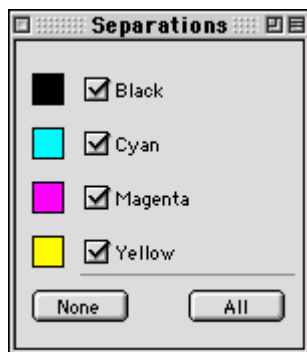 Separations
Black
Cyan
Magenta
Yellow
None All